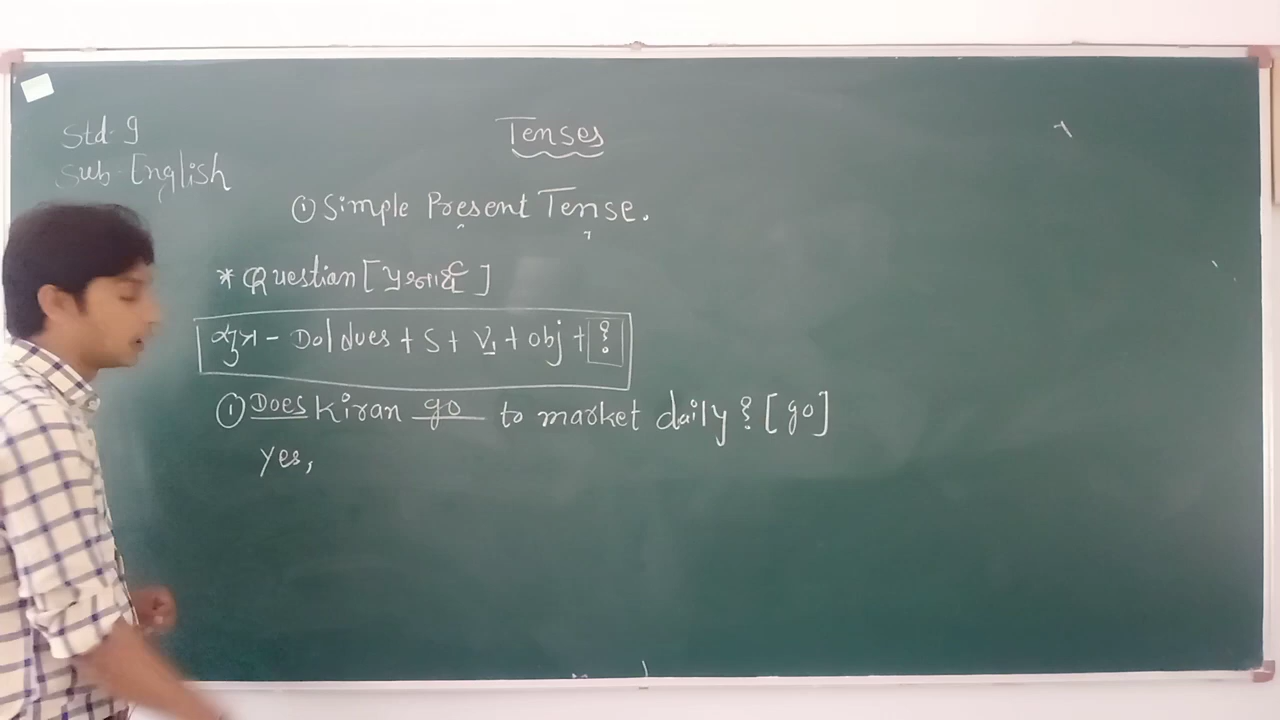 Std-9
Sub-English
Tenses
① Simple Present Tense.
* Question [પ્રશ્નાર્થ]
સૂત્ર - Do/does + S + V1 + obj + ?
① Does Kiran go to market daily ? [go]
yes,